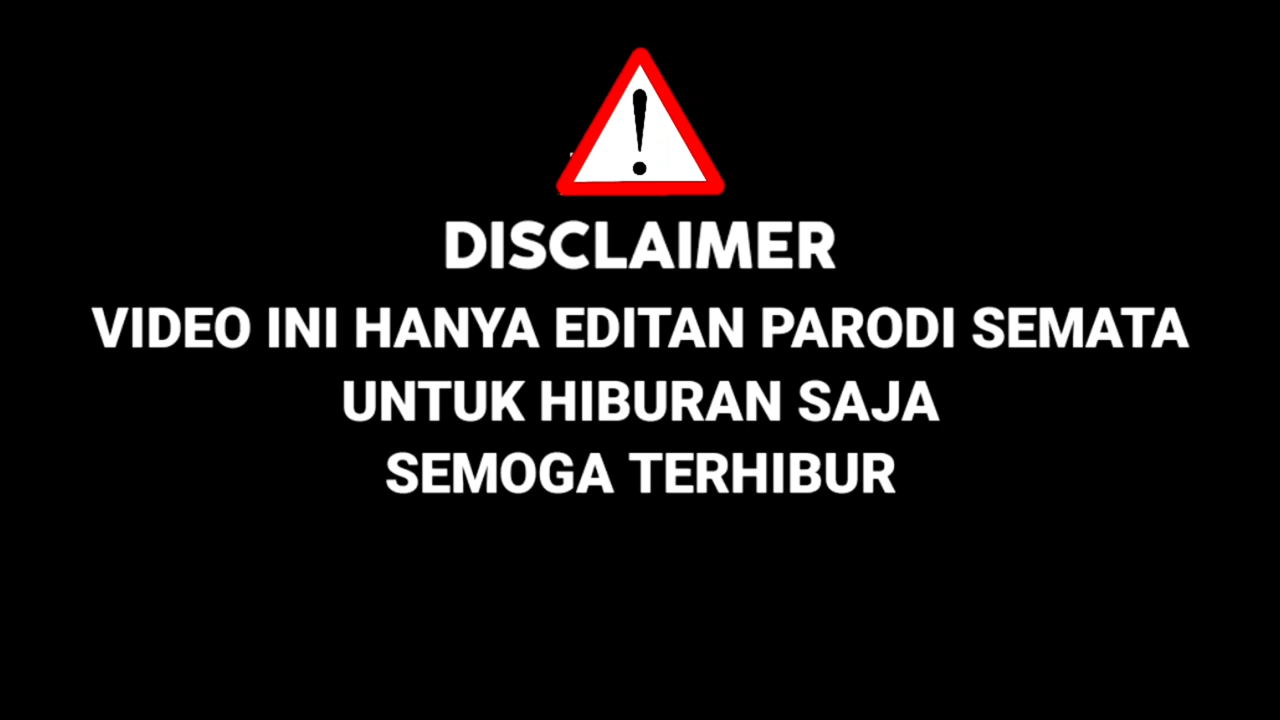 DISCLAIMER
VIDEO INI HANYA EDITAN PARODI SEMATA
UNTUK HIBURAN SAJA
SEMOGA TERHIBUR